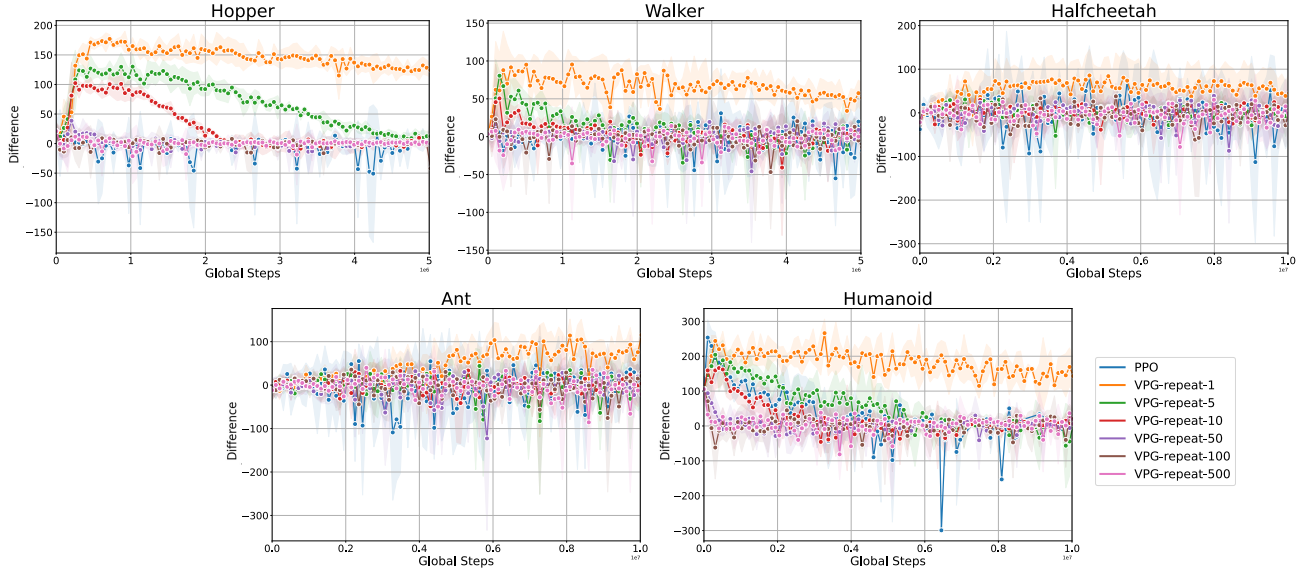 Hopper
200
150
100
50
0
−50
−100
−150
Difference
0 1 2 3 4 5
1e6
Global Steps
Walker
150
100
50
0
−50
−100
−150
Difference
0 1 2 3 4 5
1e6
Global Steps
Halfcheetah
200
100
0
−100
−200
−300
Difference
0.0 0.2 0.4 0.6 0.8 1.0
1e7
Global Steps
Ant
100
0
−100
−200
−300
Difference
0.0 0.2 0.4 0.6 0.8 1.0
1e7
Global Steps
Humanoid
300
200
100
0
−100
−200
−300
Difference
0.0 0.2 0.4 0.6 0.8 1.0
1e7
Global Steps
PPO
VPG-repeat-1
VPG-repeat-5
VPG-repeat-10
VPG-repeat-50
VPG-repeat-100
VPG-repeat-500